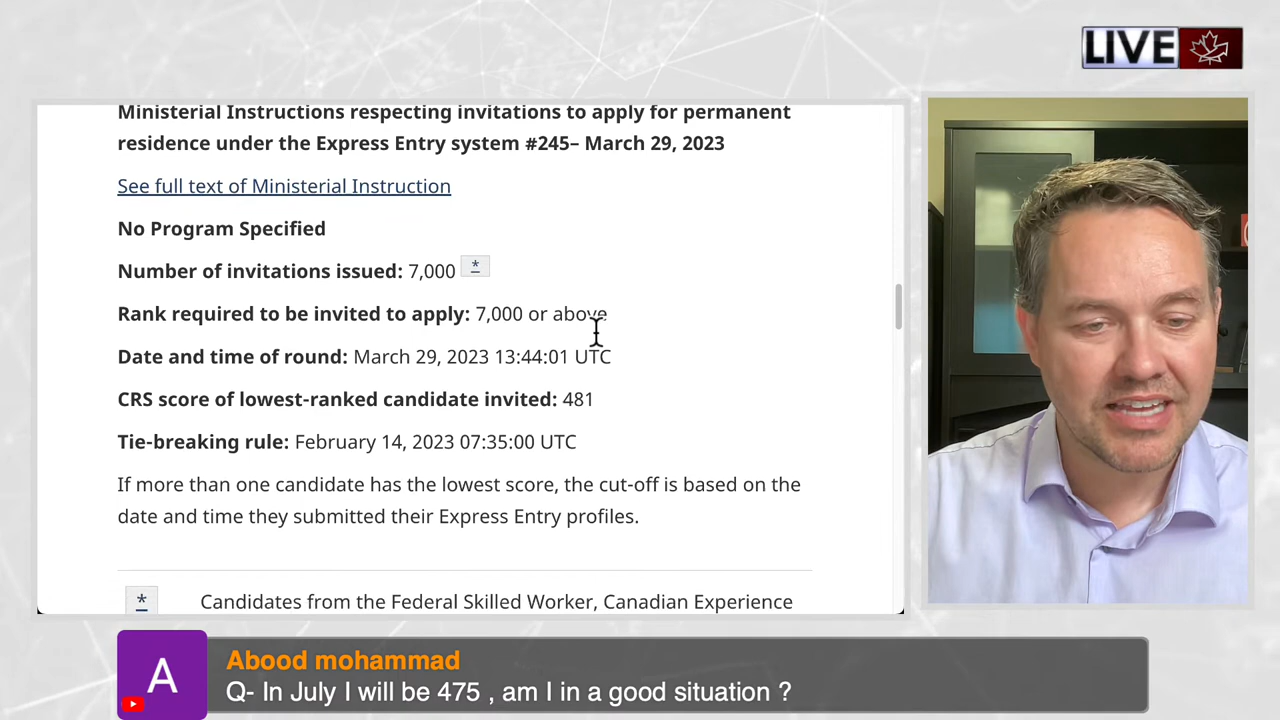 LIVE
Ministerial Instructions respecting invitations to apply for permanent
residence under the Express Entry system #245– March 29, 2023
See full text of Ministerial Instruction
No Program Specified
Number of invitations issued: 7,000 *
Rank required to be invited to apply: 7,000 or above
Date and time of round: March 29, 2023 13:44:01 UTC
CRS score of lowest-ranked candidate invited: 481
Tie-breaking rule: February 14, 2023 07:35:00 UTC
If more than one candidate has the lowest score, the cut-off is based on the
date and time they submitted their Express Entry profiles.
* Candidates from the Federal Skilled Worker, Canadian Experience
A
Abood mohammad
Q- In July I will be 475 , am I in a good situation ?